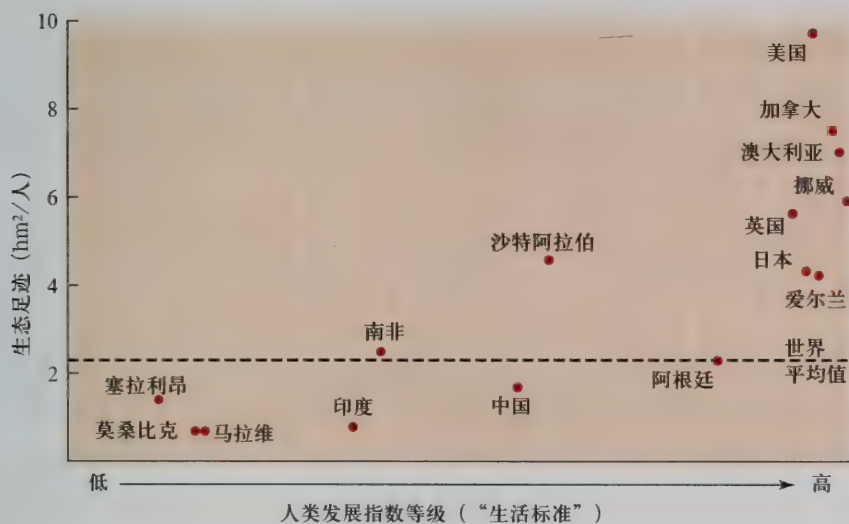 10
美国
加拿大
8
澳大利亚
挪威
6
英国
沙特阿拉伯
日本
爱尔兰
4
南非
世界
平均值
阿根廷
2
塞拉利昂
印度
中国
莫桑比克
马拉维
生态足迹（hm²/人）
低
高
人类发展指数等级（“生活标准”）